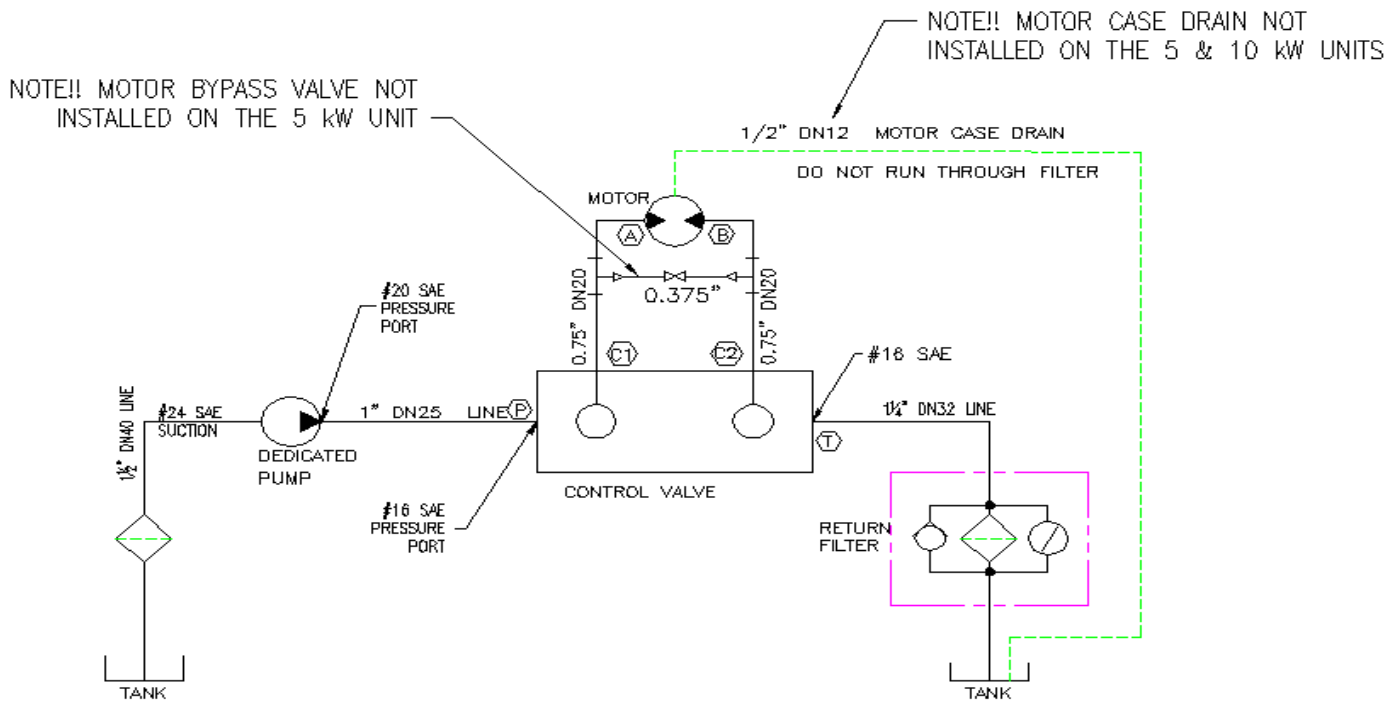 NOTE!! MOTOR CASE DRAIN NOT
INSTALLED ON THE 5 & 10 kW UNITS
NOTE!! MOTOR BYPASS VALVE NOT
INSTALLED ON THE 5 kW UNIT
1/2" DN12 MOTOR CASE DRAIN
DO NOT RUN THROUGH FILTER
MOTOR
A
B
0.75" DN20
0.375"
0.75" DN20
#20 SAE
PRESSURE
PORT
C1
C2
#16 SAE
1½" DN40 LINE
#24 SAE
SUCTION
1" DN25 LINE
P
1¼" DN32 LINE
T
DEDICATED
PUMP
CONTROL VALVE
#16 SAE
PRESSURE
PORT
RETURN
FILTER
TANK
TANK